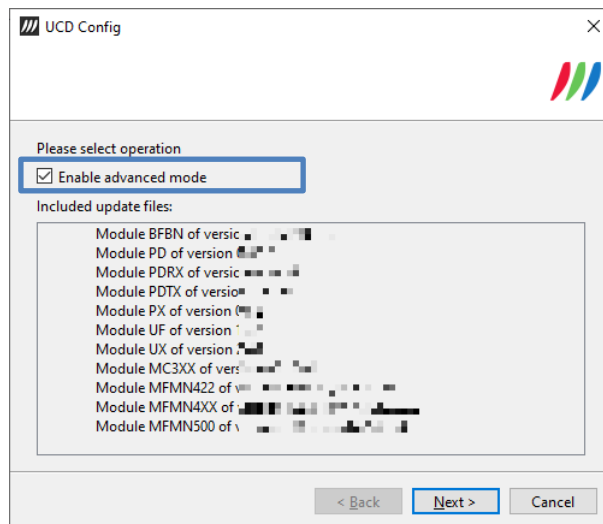 UCD Config
Please select operation
Enable advanced mode
Included update files:
Module BFBN of
Module PD of version
Module PDRX of
Module PDTX of
Module PX of version
Module UF of version
Module UX of version
Module MC3XX of
Module MFMN422 of
Module MFMN4XX of
Module MFMN500 of
< Back
Next >
Cancel